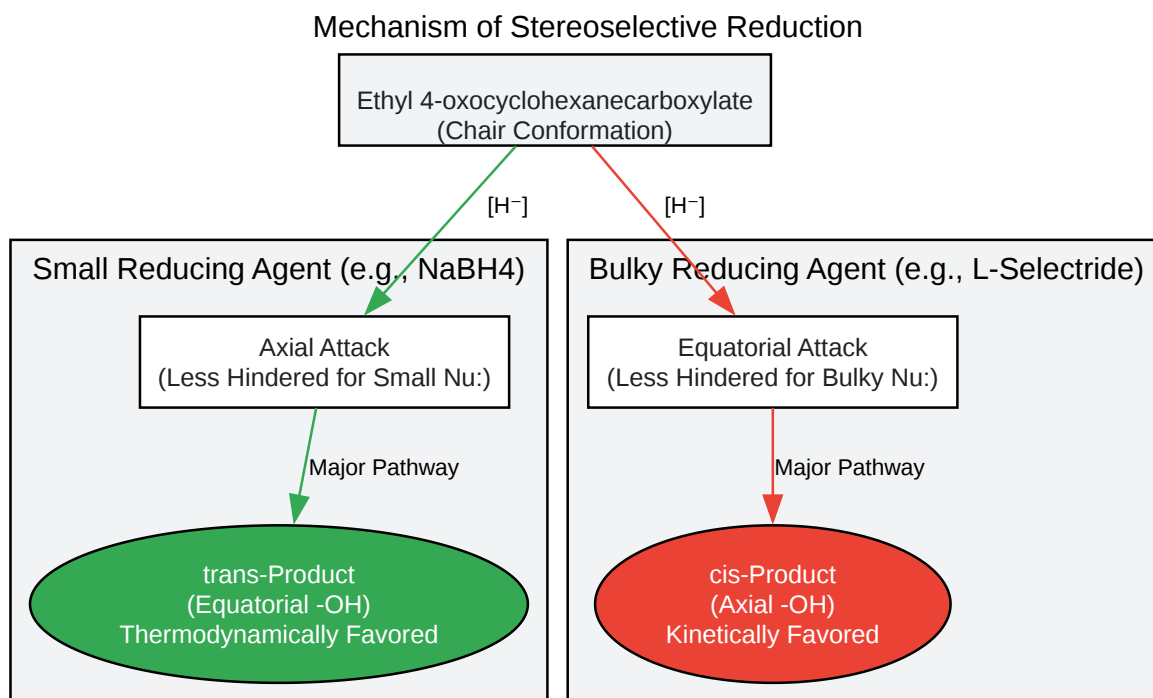 Mechanism of Stereoselective Reduction
Ethyl 4-oxocyclohexanecarboxylate
(Chair Conformation)
[H⁻]
[H⁻]
Small Reducing Agent (e.g., NaBH4)
Axial Attack
(Less Hindered for Small Nu:)
Major Pathway
trans-Product
(Equatorial -OH)
Thermodynamically Favored
Bulky Reducing Agent (e.g., L-Selectride)
Equatorial Attack
(Less Hindered for Bulky Nu:)
Major Pathway
cis-Product
(Axial -OH)
Kinetically Favored